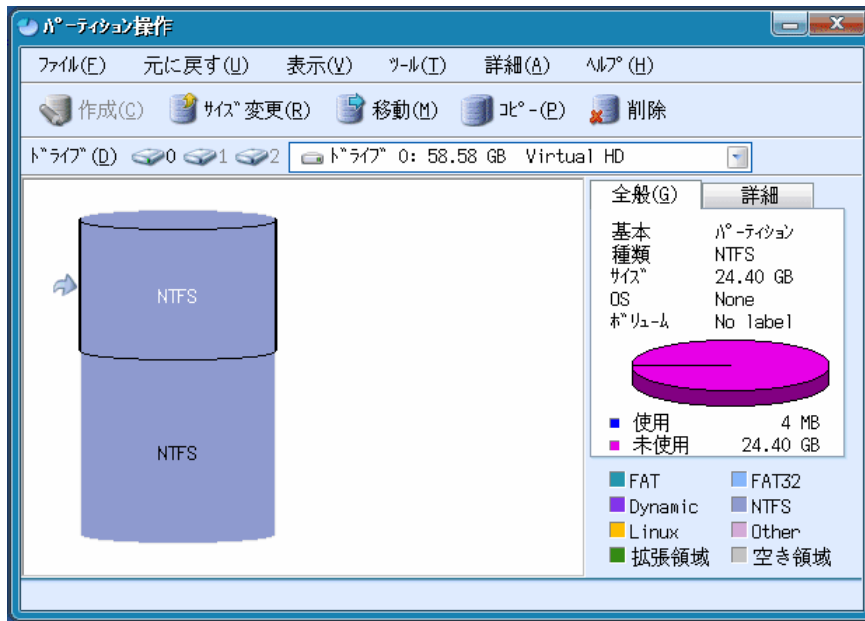 ﾊﾟｰﾃｨｼｮﾝ操作
ﾌｧｲﾙ(F) 元に戻す(U) 表示(V) ﾂｰﾙ(T) 詳細(A) ﾍﾙﾌﾟ(H)
作成(C) ｻｲｽﾞ変更(R) 移動(M) ｺﾋﾟｰ(P) 削除
ﾄﾞﾗｲﾌﾞ(D) 0 1 2 ﾄﾞﾗｲﾌﾞ 0: 58.58 GB Virtual HD
全般(G) 詳細
基本 ﾊﾟｰﾃｨｼｮﾝ
種類 NTFS
ｻｲｽﾞ 24.40 GB
OS None
ﾎﾞﾘｭｰﾑ No label
NTFS
NTFS
使用 4 MB
未使用 24.40 GB
FAT FAT32
Dynamic NTFS
Linux Other
拡張領域 空き領域